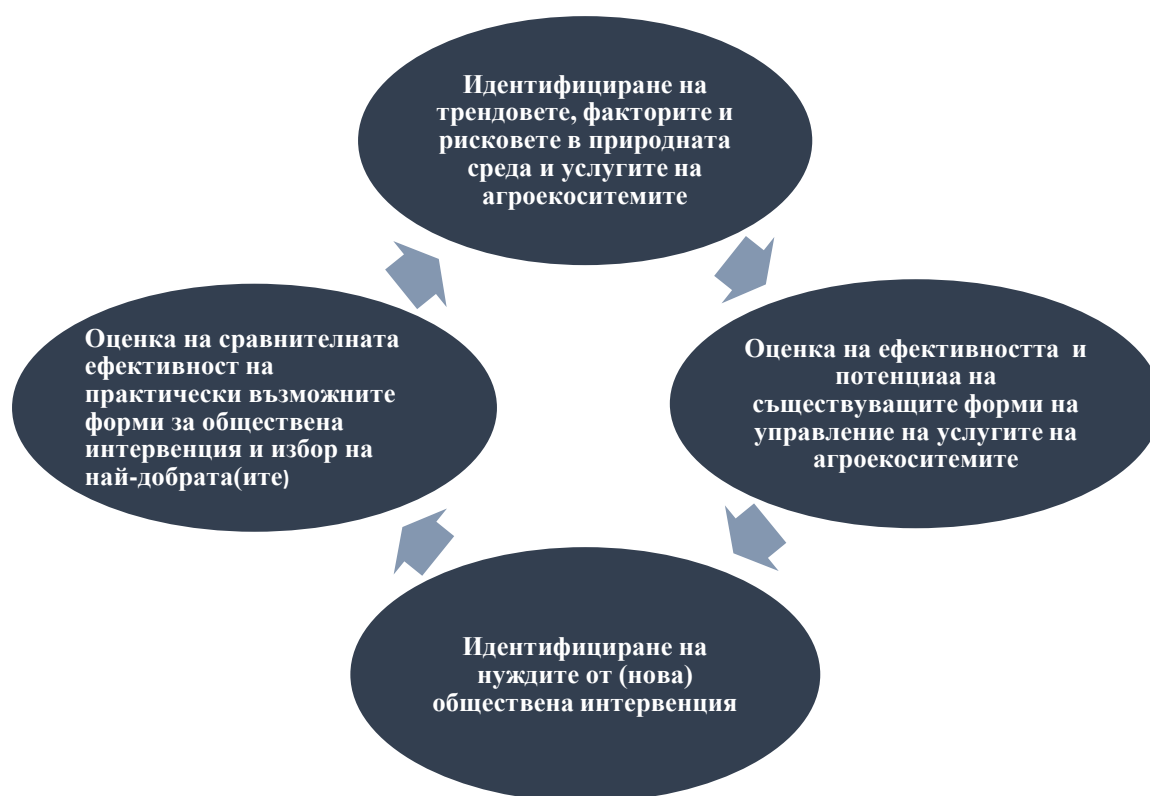 Идентифициране на
трендовете, факторите и
рисковете в природната
среда и услугите на
агроекоситемите
Оценка на ефективността и
потенциаа на
съществуващите форми на
управление на услугите на
агроекоситемите
Идентифициране на
нуждите от (нова)
обществена интервенция
Оценка на сравнителната
ефективност на
практически възможните
форми за обществена
интервенция и избор на
най-добрата(ите)